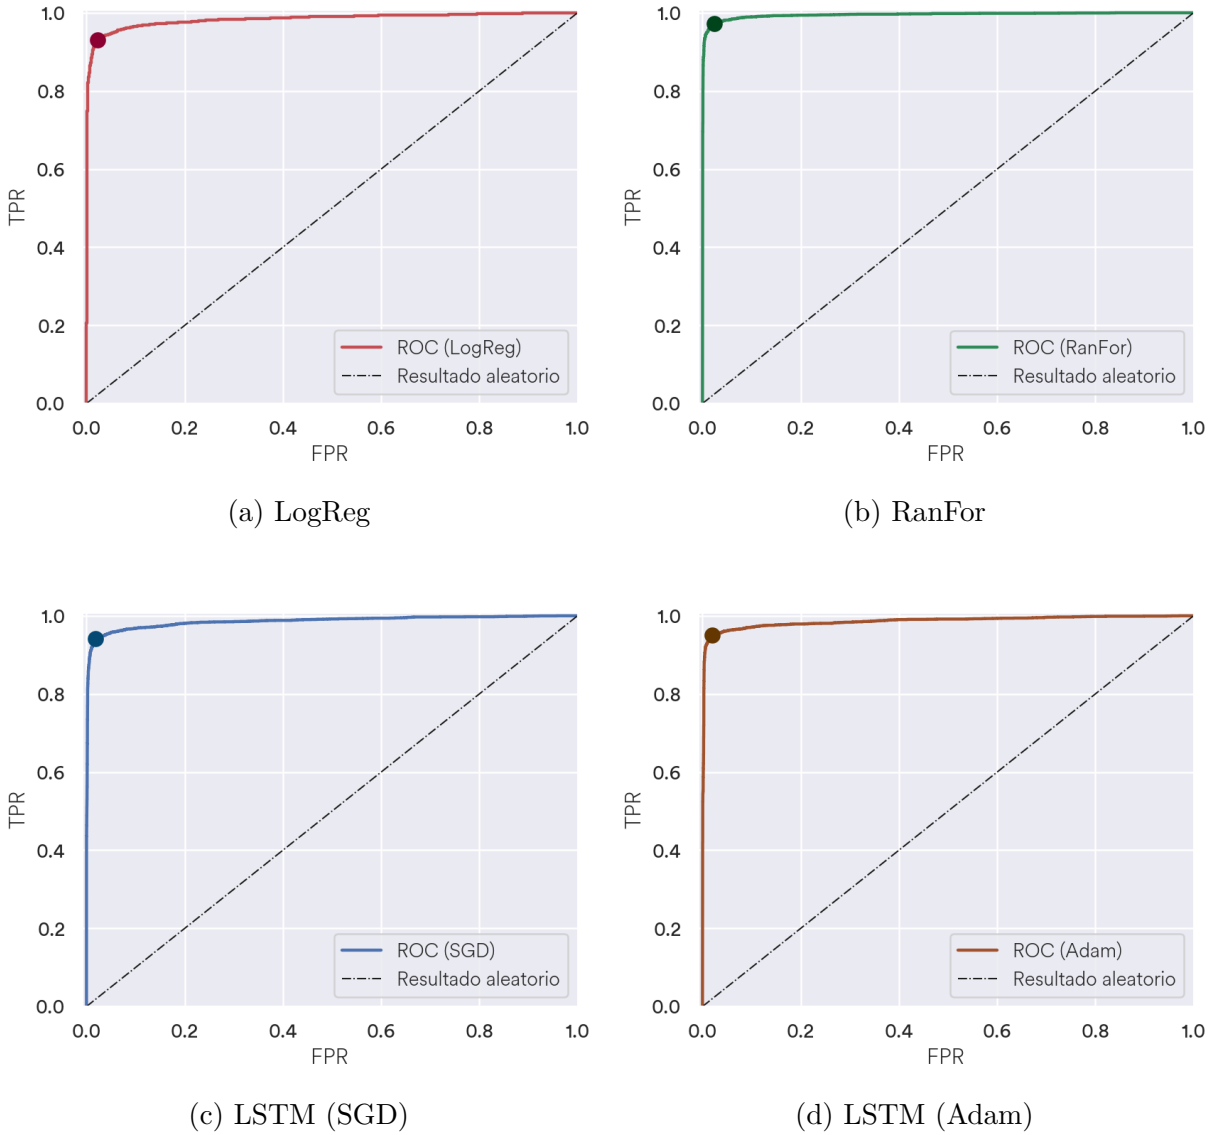 1.0
0.8
0.6
0.4
0.2
0.0
TPR
ROC (LogReg)
Resultado aleatorio
0.0 0.2 0.4 0.6 0.8 1.0
FPR
(a) LogReg
1.0
0.8
0.6
0.4
0.2
0.0
TPR
ROC (RanFor)
Resultado aleatorio
0.0 0.2 0.4 0.6 0.8 1.0
FPR
(b) RanFor
1.0
0.8
0.6
0.4
0.2
0.0
TPR
ROC (SGD)
Resultado aleatorio
0.0 0.2 0.4 0.6 0.8 1.0
FPR
(c) LSTM (SGD)
1.0
0.8
0.6
0.4
0.2
0.0
TPR
ROC (Adam)
Resultado aleatorio
0.0 0.2 0.4 0.6 0.8 1.0
FPR
(d) LSTM (Adam)